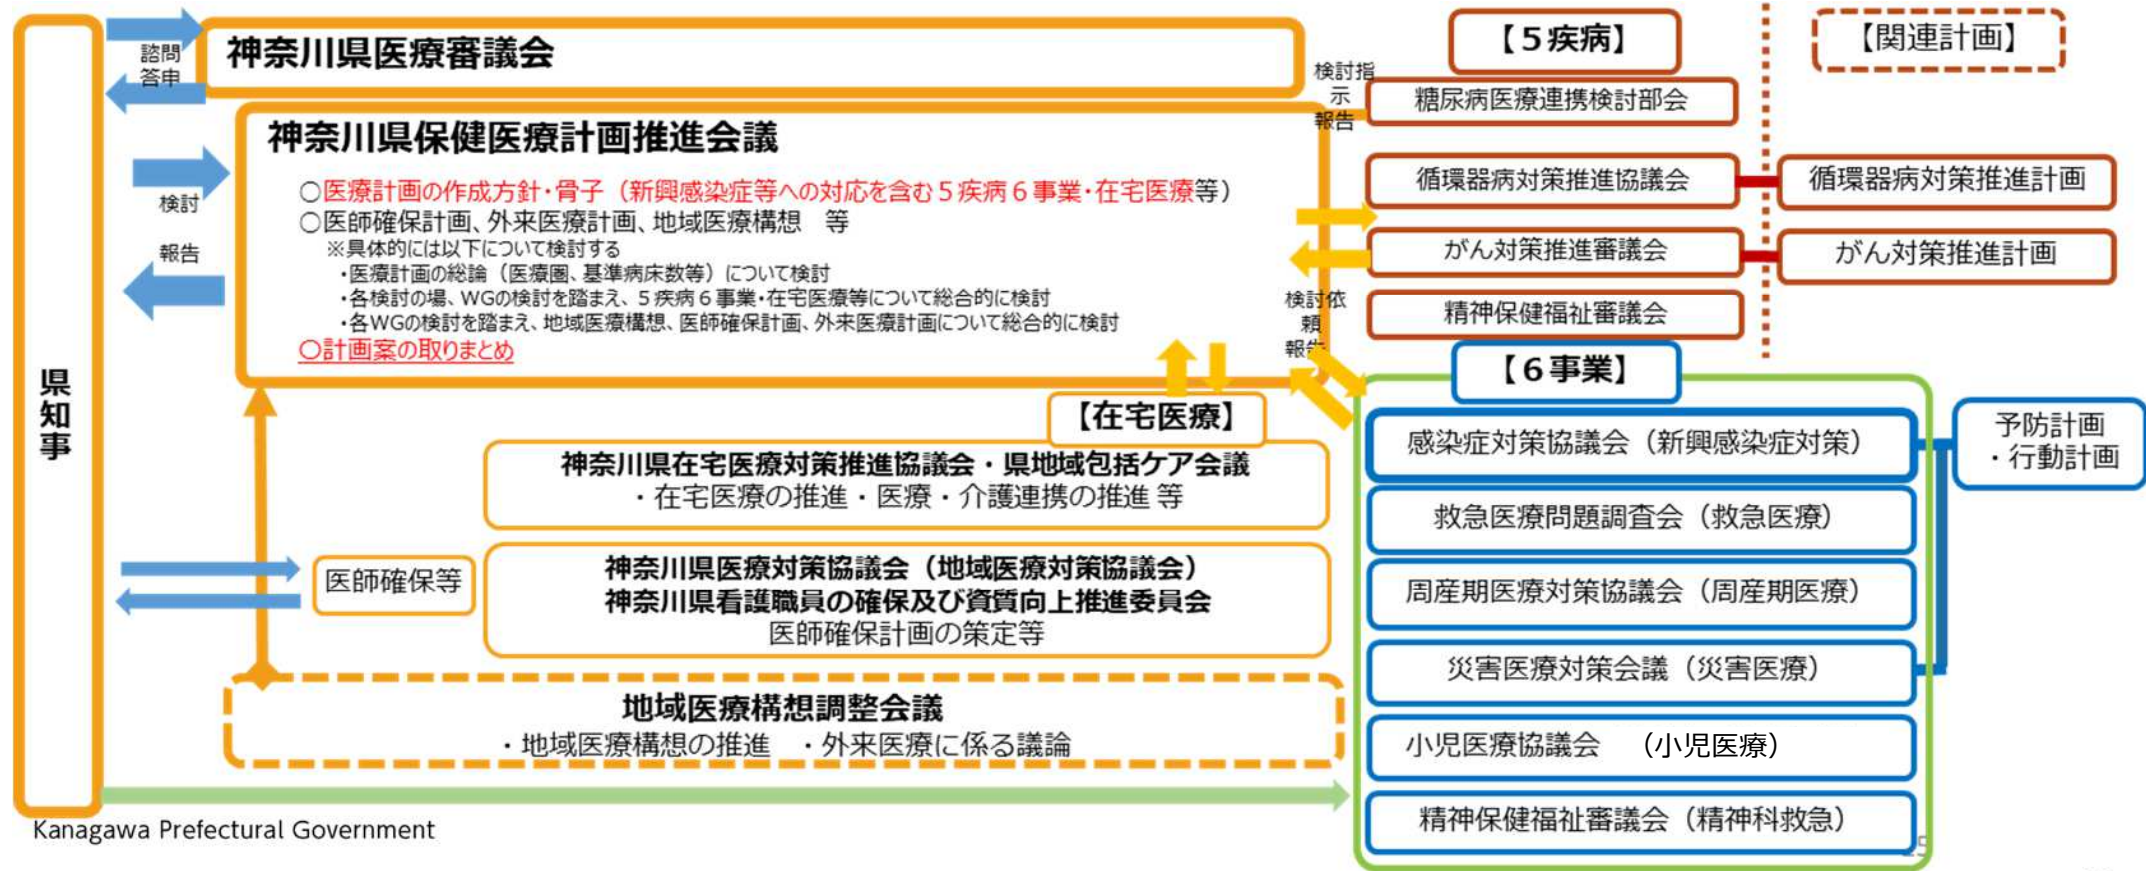 県知事
諮問
答申
神奈川県医療審議会
神奈川県保健医療計画推進会議
検討
報告
○医療計画の作成方針・骨子（新興感染症等への対応を含む５疾病６事業・在宅医療等）
○医師確保計画、外来医療計画、地域医療構想　等
※具体的には以下について検討する
・医療計画の総論（医療圏、基準病床数等）について検討
・各検討の場、WGの検討を踏まえ、５疾病６事業・在宅医療等について総合的に検討
・各WGの検討を踏まえ、地域医療構想、医師確保計画、外来医療計画について総合的に検討
○計画案の取りまとめ
【在宅医療】
神奈川県在宅医療対策推進協議会・県地域包括ケア会議
・在宅医療の推進・医療・介護連携の推進 等
医師確保等
神奈川県医療対策協議会（地域医療対策協議会）
神奈川県看護職員の確保及び資質向上推進委員会
医師確保計画の策定等
地域医療構想調整会議
・地域医療構想の推進　・外来医療に係る議論
検討指
示
報告
検討依
頼
報告
【５疾病】
糖尿病医療連携検討部会
循環器病対策推進協議会
がん対策推進審議会
精神保健福祉審議会
【関連計画】
循環器病対策推進計画
がん対策推進計画
【６事業】
感染症対策協議会（新興感染症対策）
救急医療問題調査会（救急医療）
周産期医療対策協議会（周産期医療）
災害医療対策会議（災害医療）
小児医療協議会　（小児医療）
精神保健福祉審議会（精神科救急）
予防計画
・行動計画
Kanagawa Prefectural Government